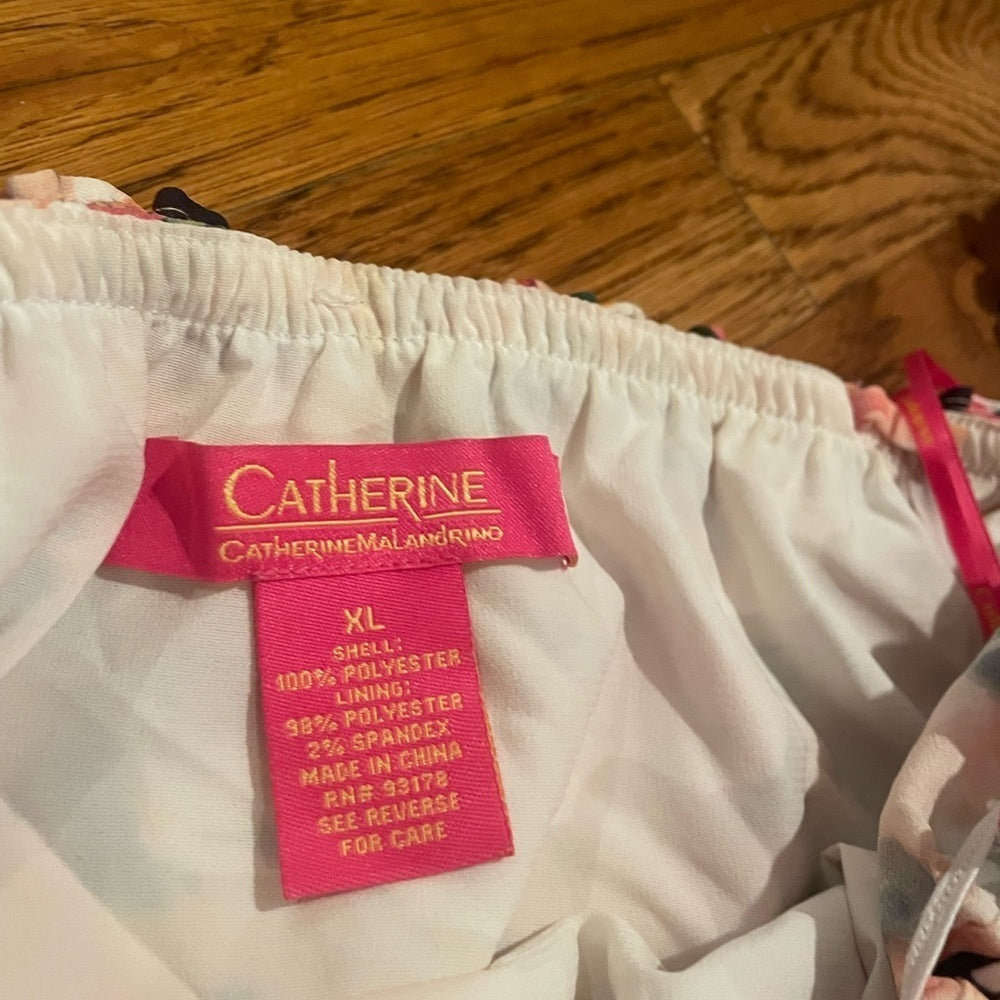 CATHERINE
CATHERINEMALANDRINO
XL
SHELL:
100% POLYESTER
LINING:
98% POLYESTER
2% SPANDEX
MADE IN CHINA
RN# 93178
SEE REVERSE
FOR CARE